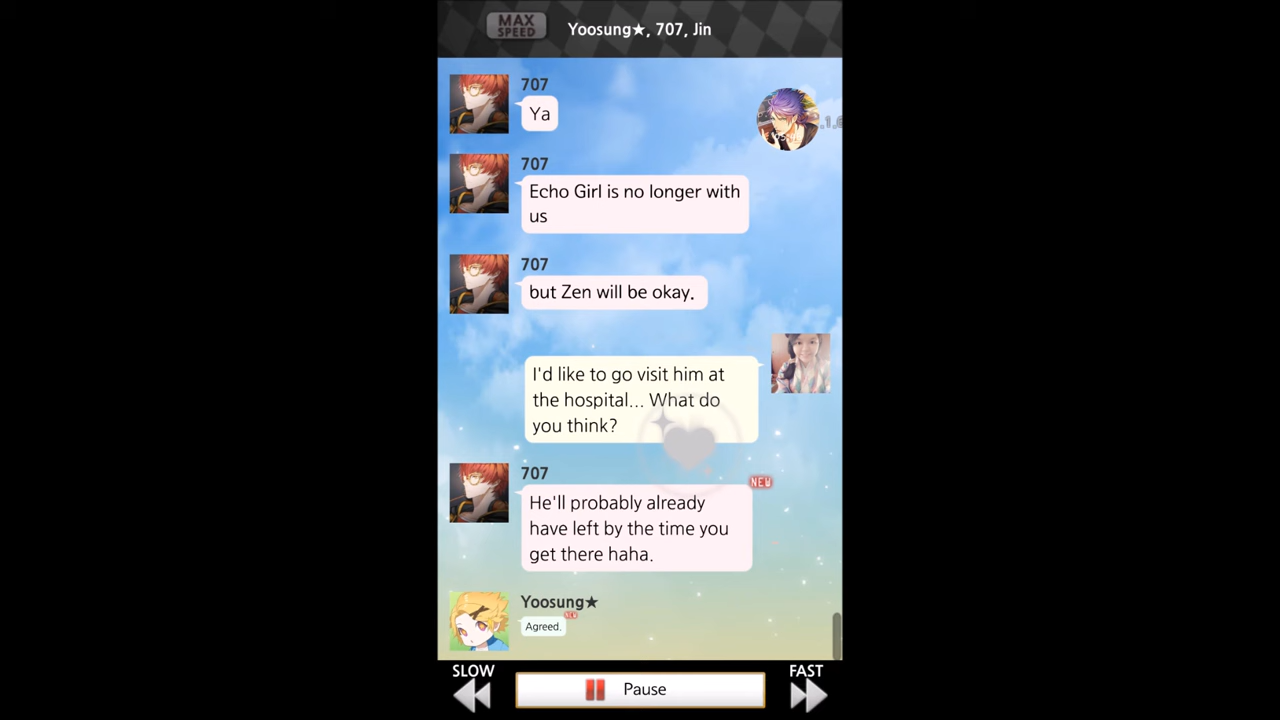 MAX
SPEED
Yoosung★, 707, Jin
707
Ya
707
Echo Girl is no longer with
us
707
but Zen will be okay.
I'd like to go visit him at
the hospital... What do
you think?
707
NEW
He'll probably already
have left by the time you
get there haha.
Yoosung★
NEW
Agreed.
SLOW
Pause
FAST